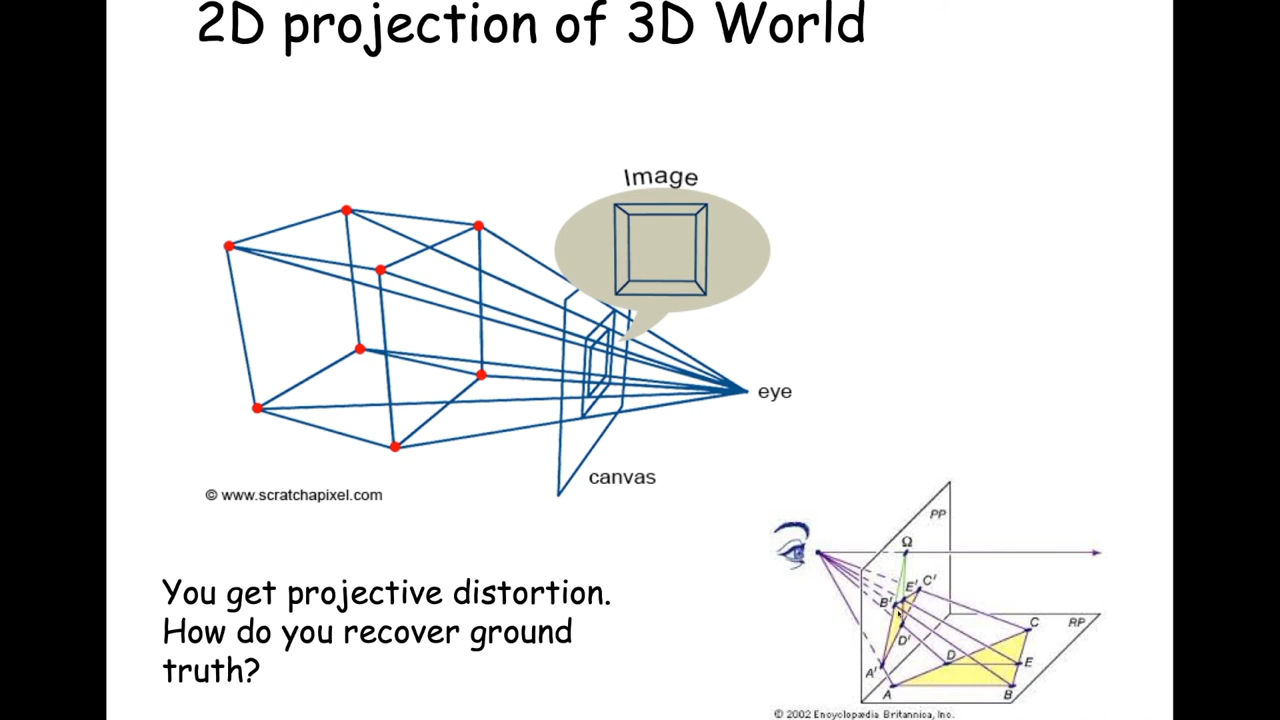 2D projection of 3D World
Image
eye
canvas
© www.scratchapixel.com
You get projective distortion.
How do you recover ground
truth?
PP
Ω
E' C'
B'
D'
C RP
D E
A'
A B
© 2002 Encyclopædia Britannica, Inc.